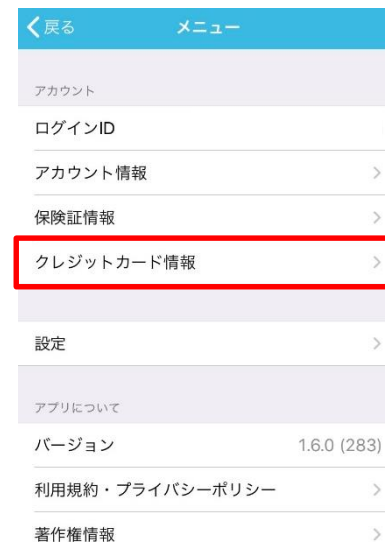 戻る メニュー
アカウント
ログインID
アカウント情報
保険証情報
クレジットカード情報
設定
アプリについて
バージョン 1.6.0 (283)
利用規約・プライバシーポリシー
著作権情報